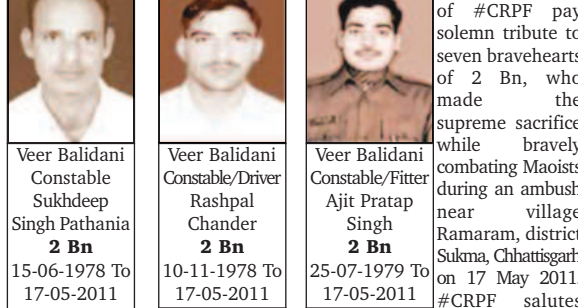 Veer Balidani
Constable
Sukhdeep
Singh Pathania
2 Bn
15-06-1978 To
17-05-2011
Veer Balidani
Constable/Driver
Rashpal
Chander
2 Bn
10-11-1978 To
17-05-2011
Veer Balidani
Constable/Fitter
Ajit Pratap
Singh
2 Bn
25-07-1979 To
17-05-2011
of #CRPF pay
solemn tribute to
seven bravehearts
of 2 Bn, who
made the
supreme sacrifice
while bravely
combating Maoists
during an ambush
near village
Ramaram, district
Sukma, Chhattisgarh
on 17 May 2011.
#CRPF salutes